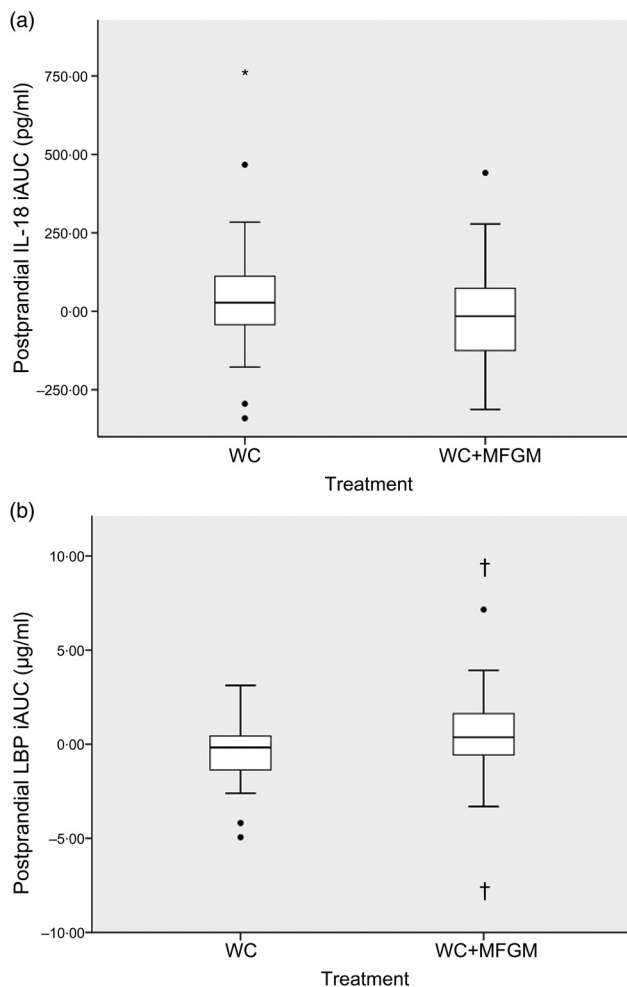 (a)
Postprandial IL-18 iAUC (pg/ml)
750·00
*
500·00
250·00
0·00
–250·00
WC
WC+MFGM
Treatment
(b)
Postprandial LBP iAUC (µg/ml)
10·00
†
5·00
0·00
–5·00
†
–10·00
WC
WC+MFGM
Treatment